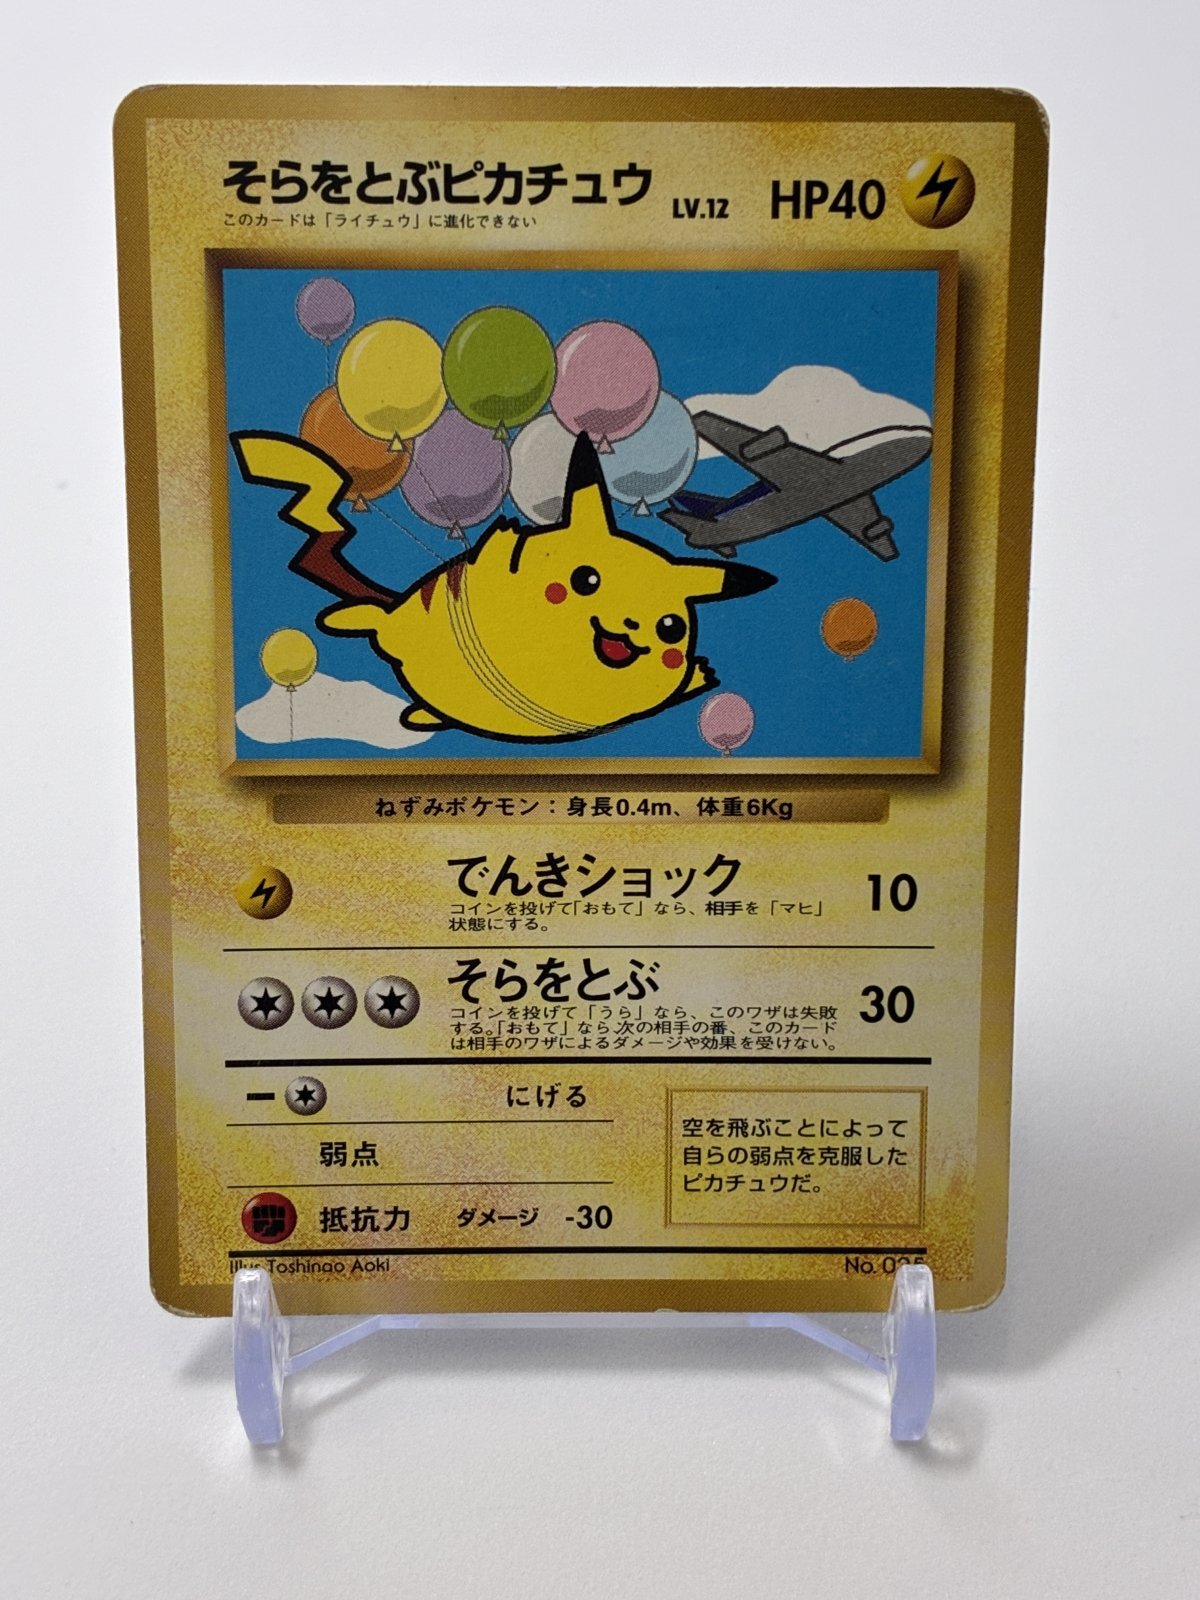 そらをとぶピカチュウ LV.12 HP40
このカードは「ライチュウ」に進化できない
ねずみポケモン：身長0.4m、体重6Kg
でんきショック 10
コインを投げて「おもて」なら、相手を「マヒ」
状態にする。
そらをとぶ 30
コインを投げて「うら」なら、このワザは失敗
する。「おもて」なら次の相手の番、このカード
は相手のワザによるダメージや効果を受けない。
にげる
弱点
抵抗力 ダメージ -30
空を飛ぶことによって
自らの弱点を克服した
ピカチュウだ。
Illus Toshinao Aoki
No. 025